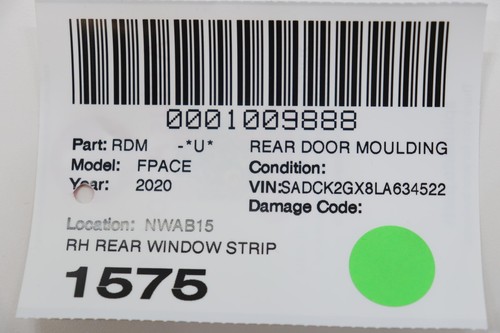 0001009888
Part: RDM -*U* REAR DOOR MOULDING
Model: FPACE Condition:
Year: 2020 VIN:SADCK2GX8LA634522
Damage Code:
Location: NWAB15
RH REAR WINDOW STRIP
1575